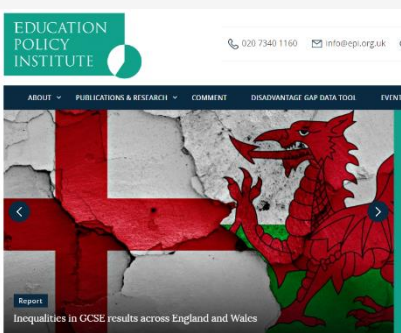 EDUCATION
POLICY
INSTITUTE
020 7340 1160 info@epi.org.uk
ABOUT PUBLICATIONS & RESEARCH COMMENT DISADVANTAGE GAP DATA TOOL EVENT
Report
Inequalities in GCSE results across England and Wales